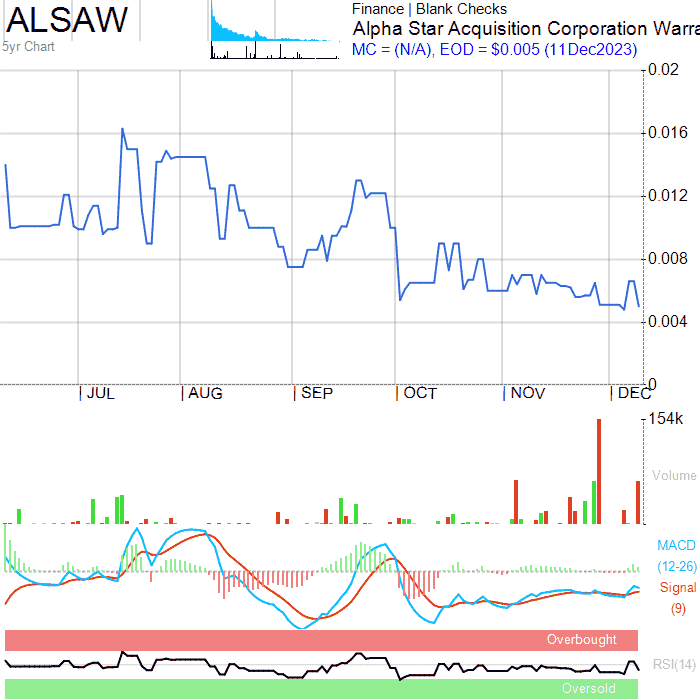 ALSAW
5yr Chart
Finance | Blank Checks
Alpha Star Acquisition Corporation Warra
MC = (N/A), EOD = $0.005 (11Dec2023)
0.02
0.016
0.012
0.008
0.004
0
JUL AUG SEP OCT NOV DEC
154k
Volume
MACD
(12-26)
Signal
(9)
Overbought
RSI(14)
Oversold